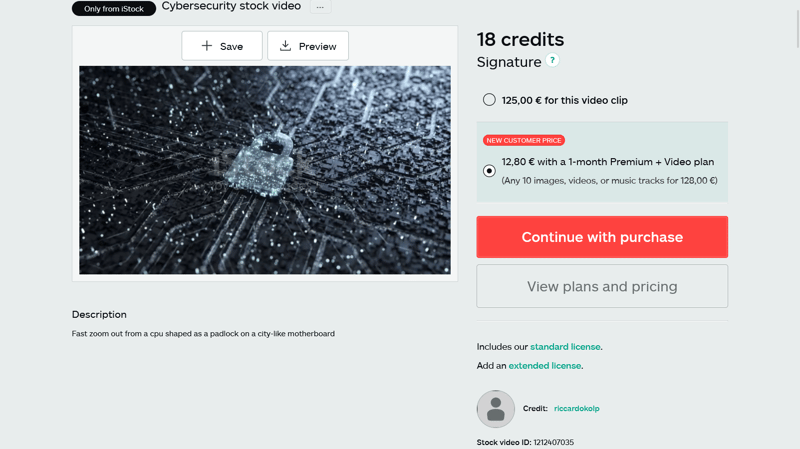 Only from iStock
Cybersecurity stock video
...
Save
Preview
18 credits
Signature ?
125,00 € for this video clip
NEW CUSTOMER PRICE
12,80 € with a 1-month Premium + Video plan
(Any 10 images, videos, or music tracks for 128,00 €)
Continue with purchase
View plans and pricing
Description
Fast zoom out from a cpu shaped as a padlock on a city-like motherboard
Includes our standard license.
Add an extended license.
Credit: riccardokolp
Stock video ID: 1212407035